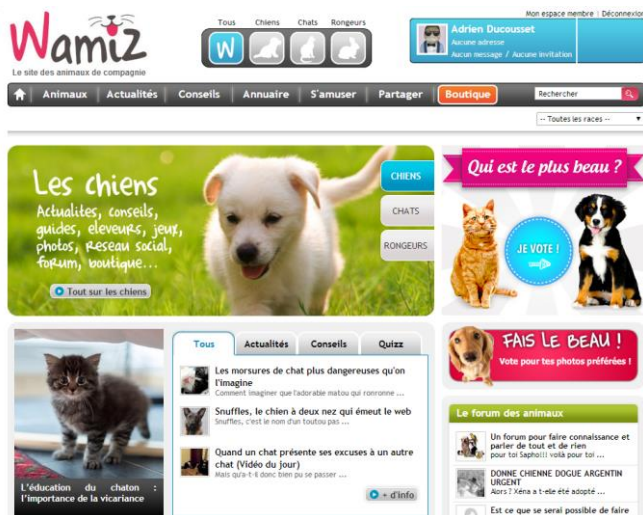 Mon espace membre | Déconnexion
Wamiz
Le site des animaux de compagnie
Tous Chiens Chats Rongeurs
W
Adrien Ducousset
Aucune adresse
Aucun message / Aucune invitation
Animaux Actualités Conseils Annuaire S'amuser Partager Boutique
Rechercher
-- Toutes les races --
Les chiens
Actualités, conseils,
guides, éleveurs, jeux,
photos, réseau social,
forum, boutique...
Tout sur les chiens
CHIENS
CHATS
RONGEURS
Qui est le plus beau ?
JE VOTE !
L'éducation du chaton :
l'importance de la vicariance
Tous Actualités Conseils Quizz
Les morsures de chat plus dangereuses qu'on
l'imagine
Comment imaginer que l'adorable matou qui ronronne ...
Snuffles, le chien à deux nez qui émeut le web
Snuffles, c'est le nom d'un toutou pas ...
Quand un chat présente ses excuses à un autre
chat (Vidéo du jour)
Mais qu'a-t-il donc bien pu se passer ...
+ d'info
FAIS LE BEAU !
Vote pour tes photos préférées !
Le forum des animaux
Un forum pour faire connaissance et
parler de tout et de rien
pour toi Sapho!!! voilà pour toi ...
DONNE CHIENNE DOGUE ARGENTIN
URGENT
Alors ? Xéna a t-elle été adopté ...
Est ce que se serai possible de faire